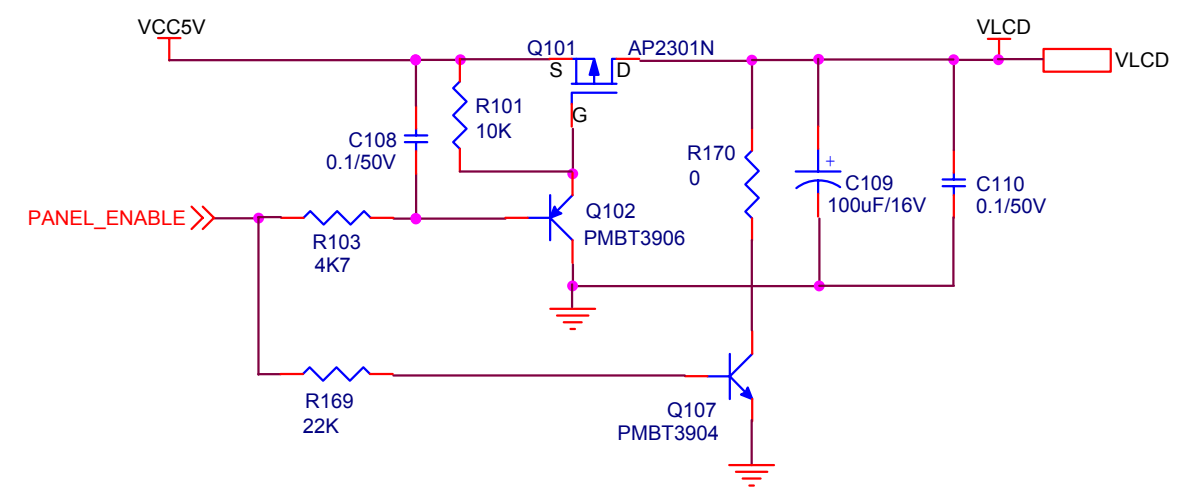 VCC5V
VLCD
Q101
AP2301N
S
D
VLCD
R101
10K
G
C108
0.1/50V
R170
0
+
C109
100uF/16V
C110
0.1/50V
PANEL_ENABLE
R103
4K7
Q102
PMBT3906
R169
22K
Q107
PMBT3904